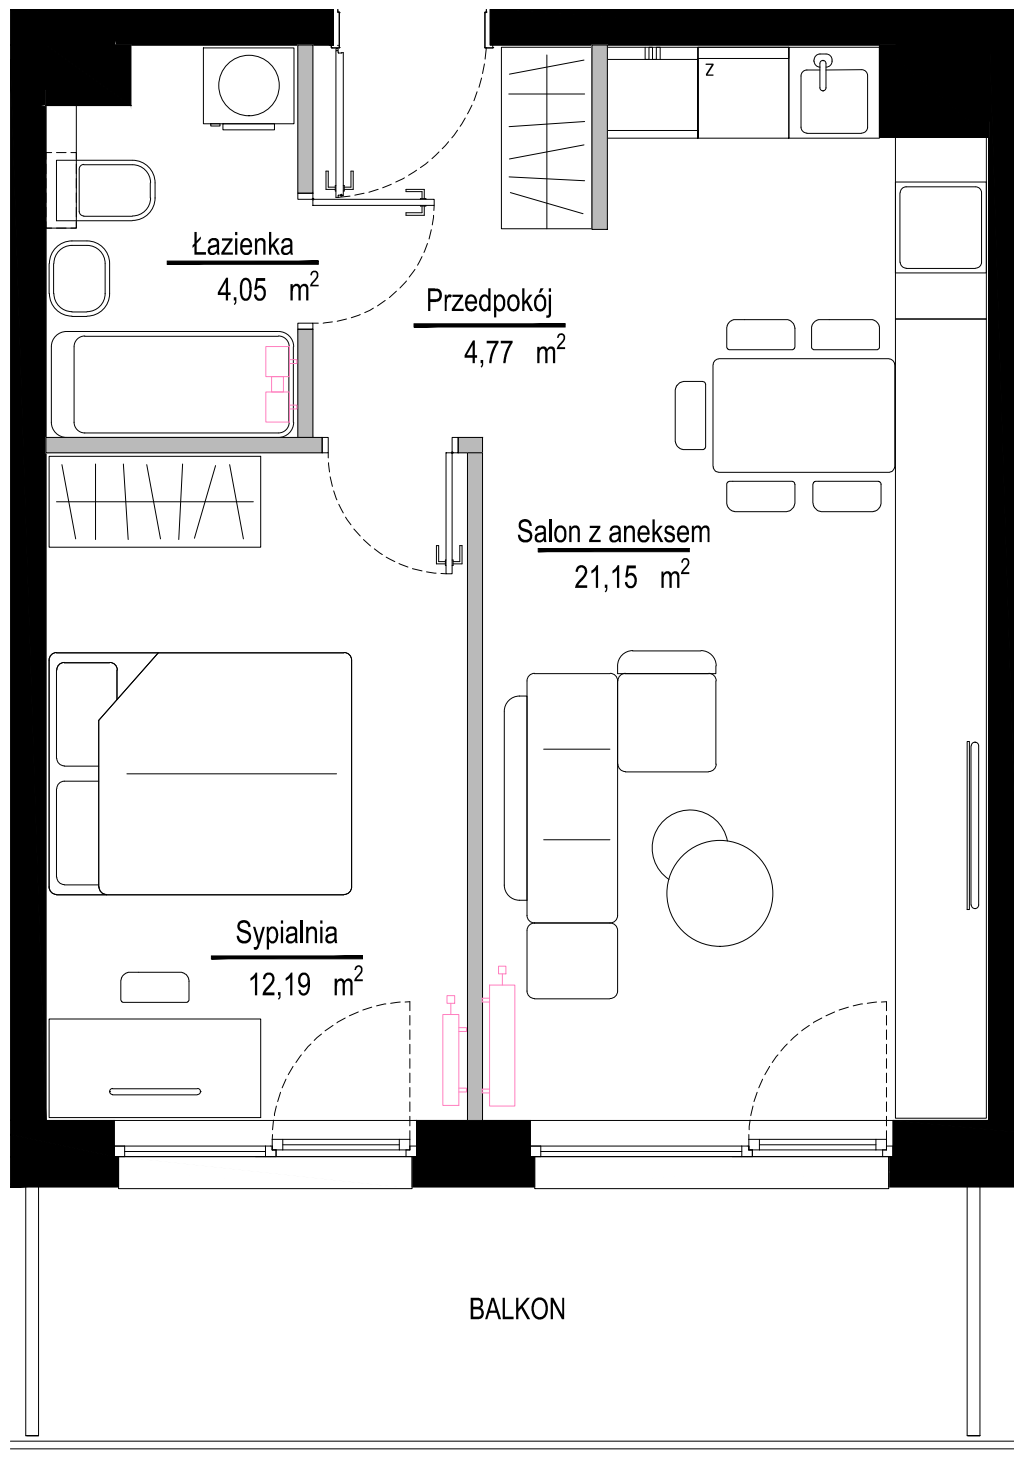 z
Łazienka
4,05 m²
Przedpokój
4,77 m²
Salon z aneksem
21,15 m²
Sypialnia
12,19 m²
BALKON